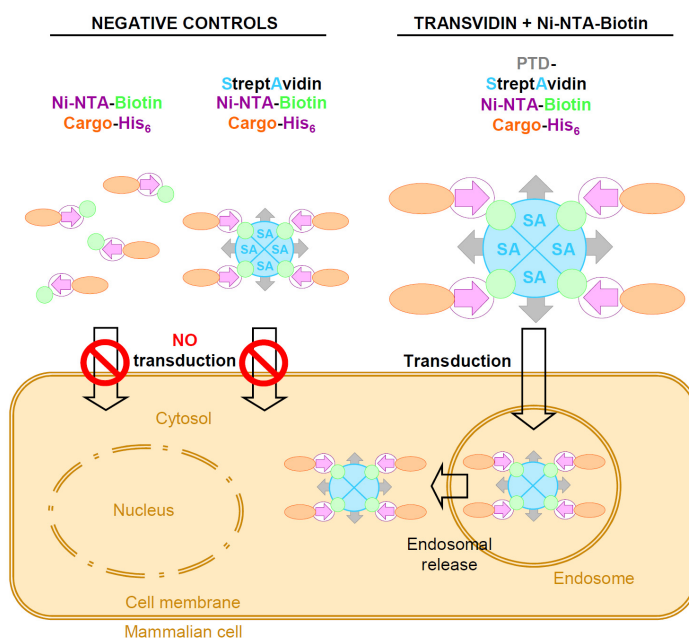 NEGATIVE CONTROLS
TRANSVIDIN + Ni-NTA-Biotin
Ni-NTA-Biotin
Cargo-His6
StreptAvidin
Ni-NTA-Biotin
Cargo-His6
PTD-
StreptAvidin
Ni-NTA-Biotin
Cargo-His6
SA
SA SA
SA
SA
SA SA
SA
NO
transduction
Transduction
Cytosol
Nucleus
Endosomal
release
Endosome
Cell membrane
Mammalian cell